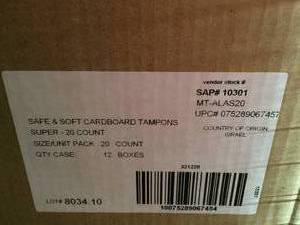 vendor stock #
SAP# 10301
MT-ALAS20
UPC# 075289067457
SAFE & SOFT CARDBOARD TAMPONS
SUPER - 20 COUNT
COUNTRY OF ORIGIN
ISRAEL
SIZE/UNIT PACK 20 COUNT
QTY CASE: 12 BOXES
LOT# 8034.10
10075289067454